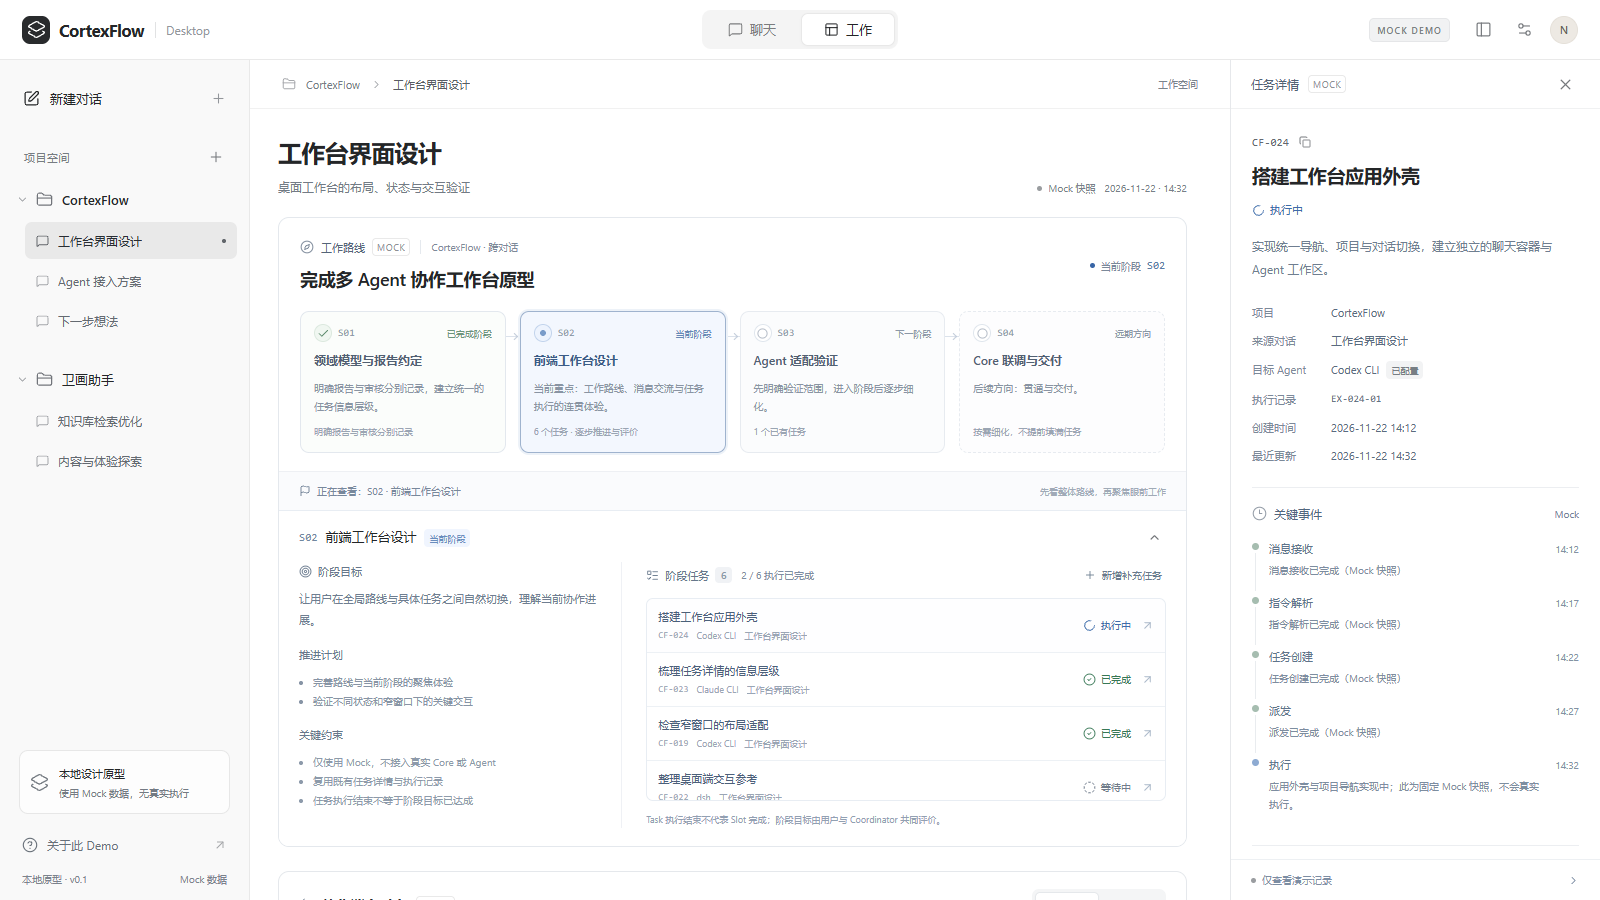 CortexFlow
Desktop
聊天
工作
MOCK DEMO
N
新建对话
项目空间
CortexFlow
工作台界面设计
Agent 接入方案
下一步想法
卫画助手
知识库检索优化
内容与体验探索
本地设计原型
使用 Mock 数据，无真实执行
关于此 Demo
本地原型 · v0.1
Mock 数据
CortexFlow
工作台界面设计
工作空间
工作台界面设计
桌面工作台的布局、状态与交互验证
Mock 快照 2026-11-22 · 14:32
工作路线
MOCK
CortexFlow · 跨对话
完成多 Agent 协作工作台原型
当前阶段 S02
S01
已完成阶段
领域模型与报告约定
明确报告与审核分别记录，建立统一的
任务信息层级。
明确报告与审核分别记录
S02
当前阶段
前端工作台设计
当前重点：工作路线、消息交流与任务
执行的连贯体验。
6 个任务 · 逐步推进与评价
S03
下一阶段
Agent 适配验证
先明确验证范围，进入阶段后逐步细
化。
1 个已有任务
S04
远期方向
Core 联调与交付
后续方向：贯通与交付。
按需细化，不提前填满任务
正在查看：S02 · 前端工作台设计
先看整体路线，再聚焦眼前工作
S02 前端工作台设计
当前阶段
阶段目标
让用户在全局路线与具体任务之间自然切换，理解当前协作进
展。
推进计划
完善路线与当前阶段的聚焦体验
验证不同状态和窄窗口下的关键交互
关键约束
仅使用 Mock，不接入真实 Core 或 Agent
复用既有任务详情与执行记录
任务执行结束不等于阶段目标已达成
阶段任务 6 2 / 6 执行已完成
新增补充任务
搭建工作台应用外壳
CF-024 Codex CLI 工作台界面设计
执行中
梳理任务详情的信息层级
CF-023 Claude CLI 工作台界面设计
已完成
检查窄窗口的布局适配
CF-019 Codex CLI 工作台界面设计
已完成
整理桌面端交互参考
CF-022 dsh 工作台界面设计
等待中
Task 执行结束不代表 Slot 完成；阶段目标由用户与 Coordinator 共同评价。
任务详情
MOCK
CF-024
搭建工作台应用外壳
执行中
实现统一导航、项目与对话切换，建立独立的聊天容器与
Agent 工作区。
项目 CortexFlow
来源对话 工作台界面设计
目标 Agent Codex CLI 已配置
执行记录 EX-024-01
创建时间 2026-11-22 14:12
最近更新 2026-11-22 14:32
关键事件
Mock
消息接收 14:12
消息接收已完成（Mock 快照）
指令解析 14:17
指令解析已完成（Mock 快照）
任务创建 14:22
任务创建已完成（Mock 快照）
派发 14:27
派发已完成（Mock 快照）
执行 14:32
应用外壳与项目导航实现中；此为固定 Mock 快照，不会真实
执行。
仅查看演示记录